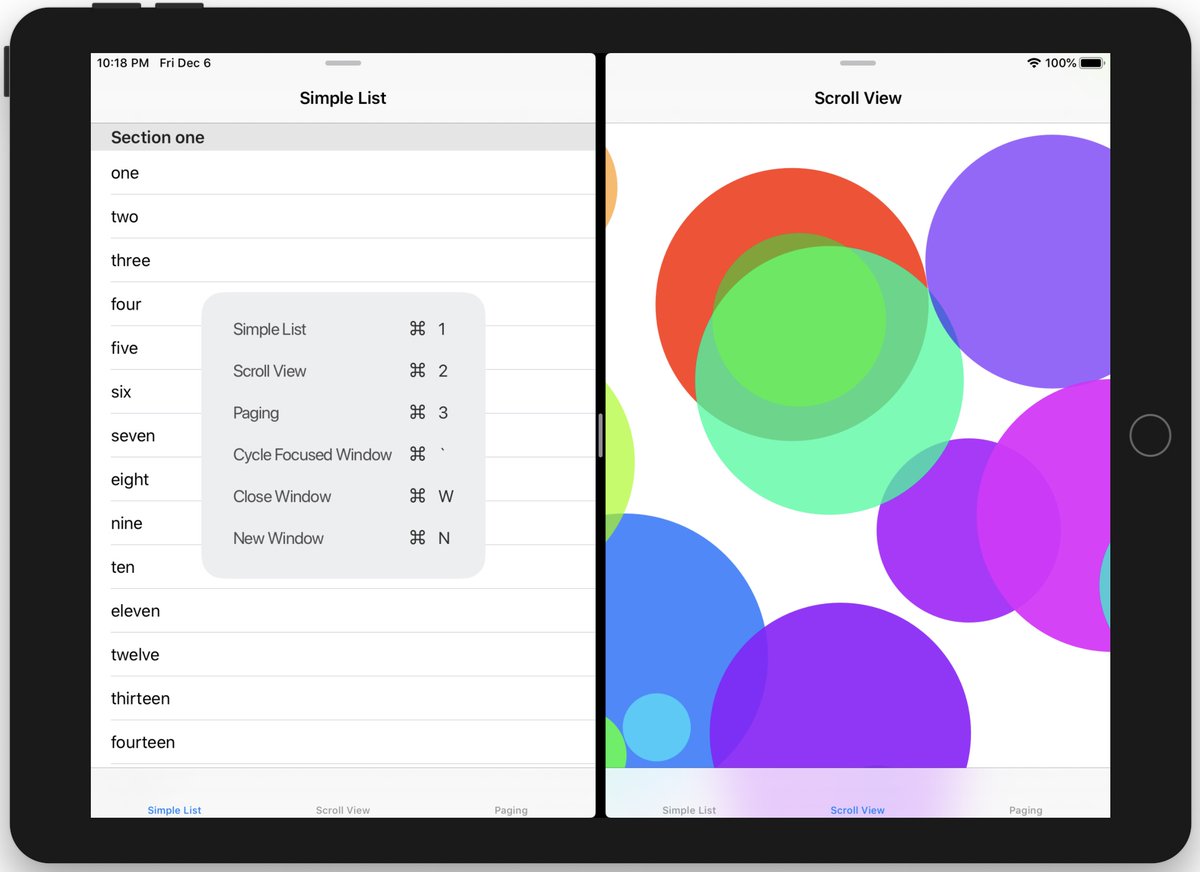 10:18 PM Fri Dec 6
Simple List
Section one
one
two
three
four
five
six
seven
eight
nine
ten
eleven
twelve
thirteen
fourteen
Simple List ⌘ 1
Scroll View ⌘ 2
Paging ⌘ 3
Cycle Focused Window ⌘ `
Close Window ⌘ W
New Window ⌘ N
Simple List Scroll View Paging
100%
Scroll View
Simple List Scroll View Paging